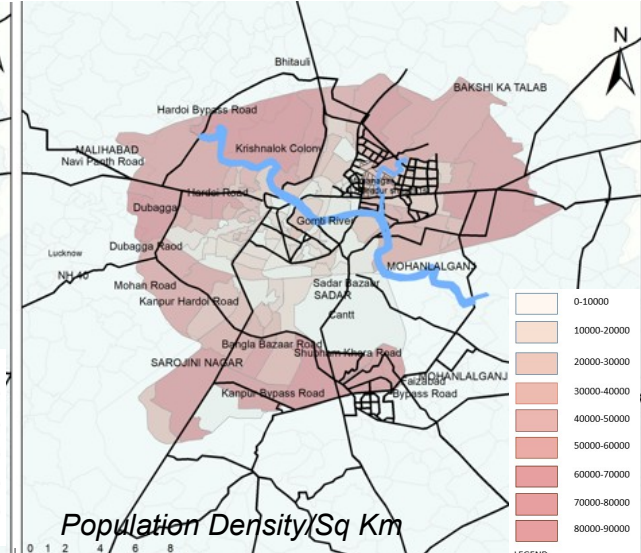 N
Bhitauli
BAKSHI KA TALAB
Hardoi Bypass Road
MALIHABAD
Krishnalok Colony
Navi Panth Road
Hardoi Road
Dubagga
Gomti River
Dubagga Raod
Lucknow
MOHANLALGANJ
NH 40
Mohan Road
Sadar Bazaar
SADAR
Kanpur Hardoi Road
Cantt
Bangla Bazaar Road
Shubham Khera Road
SAROJINI NAGAR
MOHANLALGANJ
Faizabad
Bypass Road
Kanpur Bypass Road
0-10000
10000-20000
20000-30000
30000-40000
40000-50000
50000-60000
60000-70000
70000-80000
80000-90000
Population Density/Sq Km
0 1 2 4 6 8
LEGEND